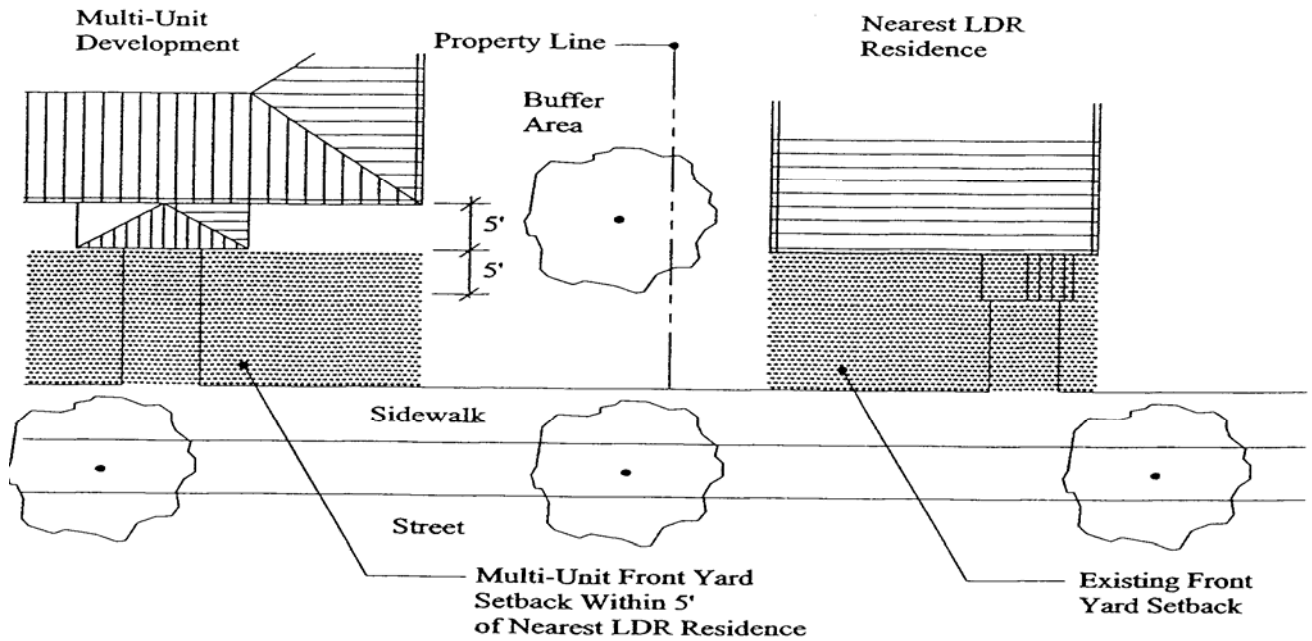 Multi-Unit
Development
Property Line
Nearest LDR
Residence
Buffer
Area
5'
5'
Sidewalk
Street
Multi-Unit Front Yard
Setback Within 5'
of Nearest LDR Residence
Existing Front
Yard Setback